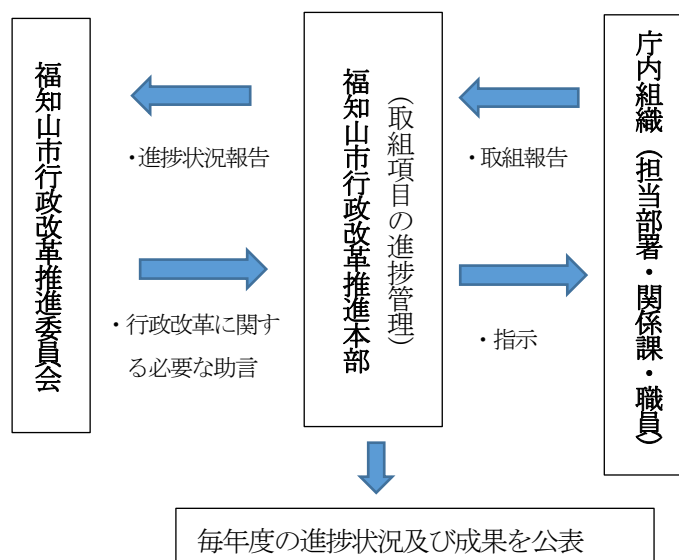 福知山市行政改革推進委員会
・進捗状況報告
・行政改革に関す
る必要な助言
福知山市行政改革推進本部
（取組項目の進捗管理）
・取組報告
・指示
庁内組織（担当部署・関係課・職員）
毎年度の進捗状況及び成果を公表